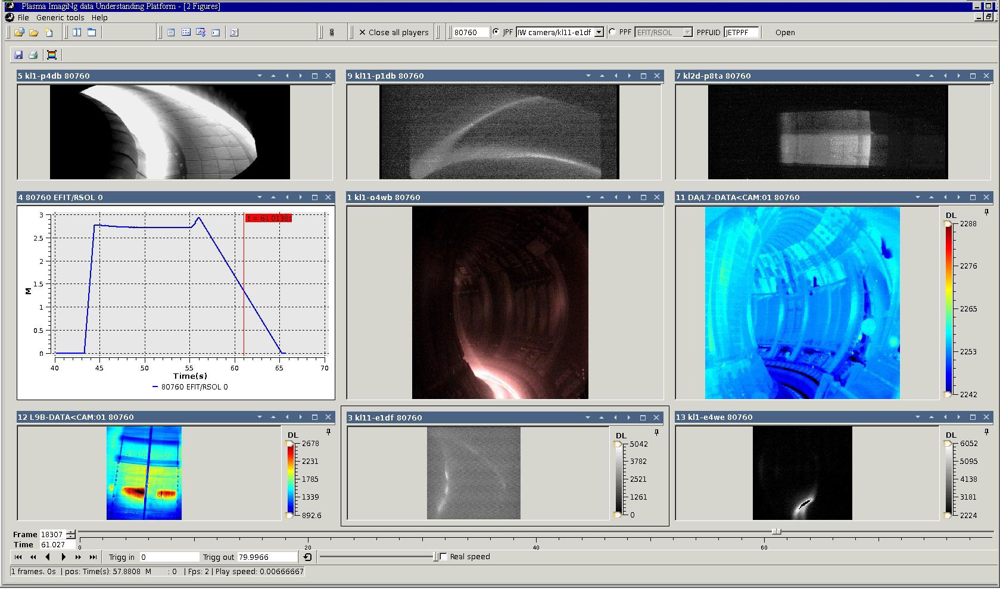 Plasma ImagiNg data Understanding Platform - [2 Figures]
File Generic tools Help
Close all players 80760 JPF IW camera/kl11-e1df PPF EFIT/RSOL PPFUID JETPPF Open
5 kl1-p4db 80760
9 kl11-p1db 80760
7 kl2d-p8ta 80760
4 80760 EFIT/RSOL 0
3
2.5
2
1.5
1
0.5
0
M
t = 61.0138s
40 45 50 55 60 65 70
Time(s)
80760 EFIT/RSOL 0
1 kl1-o4wb 80760
11 DA/L7-DATA<CAM:01 80760
DL
2288
2276
2265
2253
2242
12 L9B-DATA<CAM:01 80760
DL
2678
2231
1785
1339
892.6
3 kl11-e1df 80760
DL
5042
3782
2521
1261
0
13 kl1-e4we 80760
DL
6052
5095
4138
3181
2224
Frame 18307
Time 61.027
0 20 40 60
Trigg in 0 Trigg out 79.9966 Real speed
1 frames. 0s | pos: Time(s): 57.8808 M : 0 | Fps: 2 | Play speed: 0.00666667